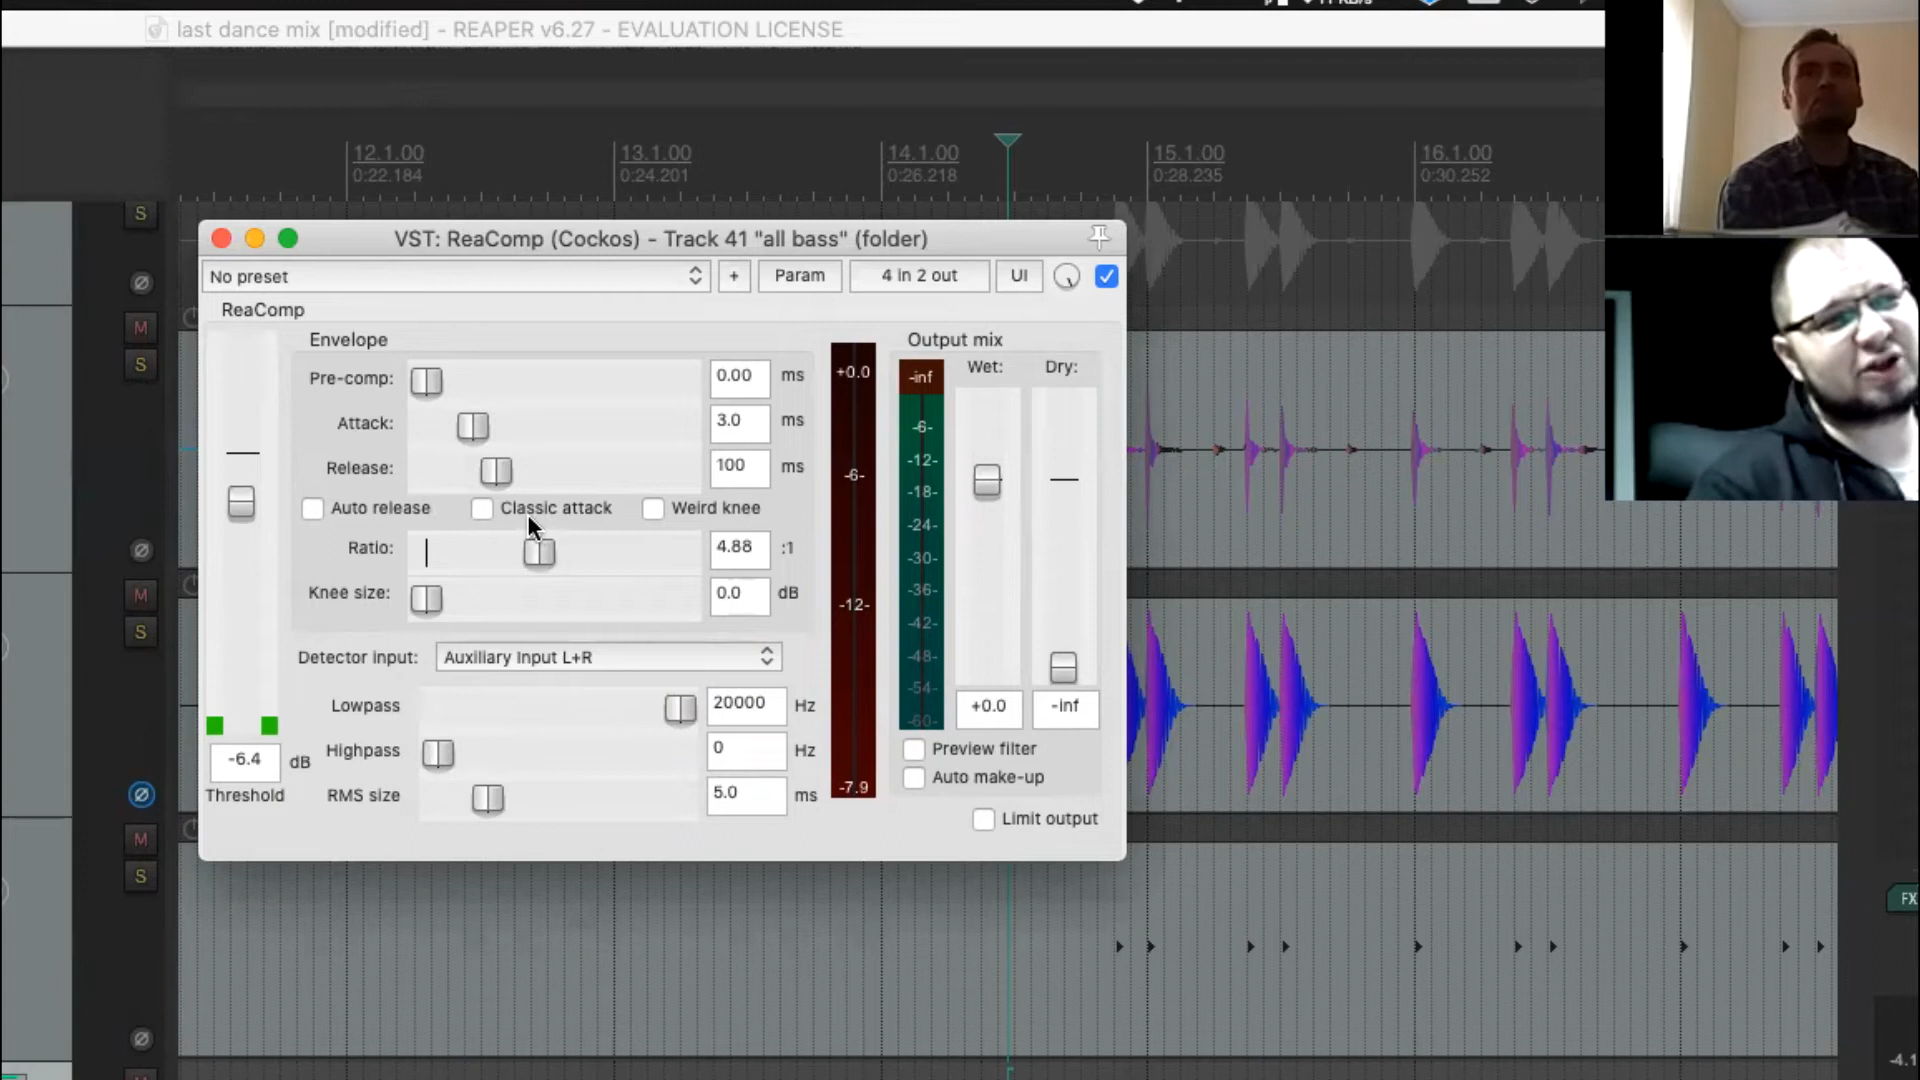 last dance mix [modified] - REAPER v6.27 - EVALUATION LICENSE
12.1.00
0:22.184
13.1.00
0:24.201
14.1.00
0:26.218
15.1.00
0:28.235
16.1.00
0:30.252
S
M
S
M
S
M
S
VST: ReaComp (Cockos) - Track 41 "all bass" (folder)
No preset
+
Param
4 in 2 out
UI
ReaComp
Envelope
Pre-comp:
0.00
ms
Attack:
3.0
ms
Release:
100
ms
Auto release
Classic attack
Weird knee
Ratio:
4.88
:1
Knee size:
0.0
dB
Detector input:
Auxiliary Input L+R
Lowpass
20000
Hz
Highpass
0
Hz
RMS size
5.0
ms
-6.4
dB
Threshold
+0.0
-6-
-12-
-7.9
Output mix
Wet:
Dry:
-inf
-6-
-12-
-18-
-24-
-30-
-36-
-42-
-48-
-54-
-60-
+0.0
-inf
Preview filter
Auto make-up
Limit output
FX
-4.1